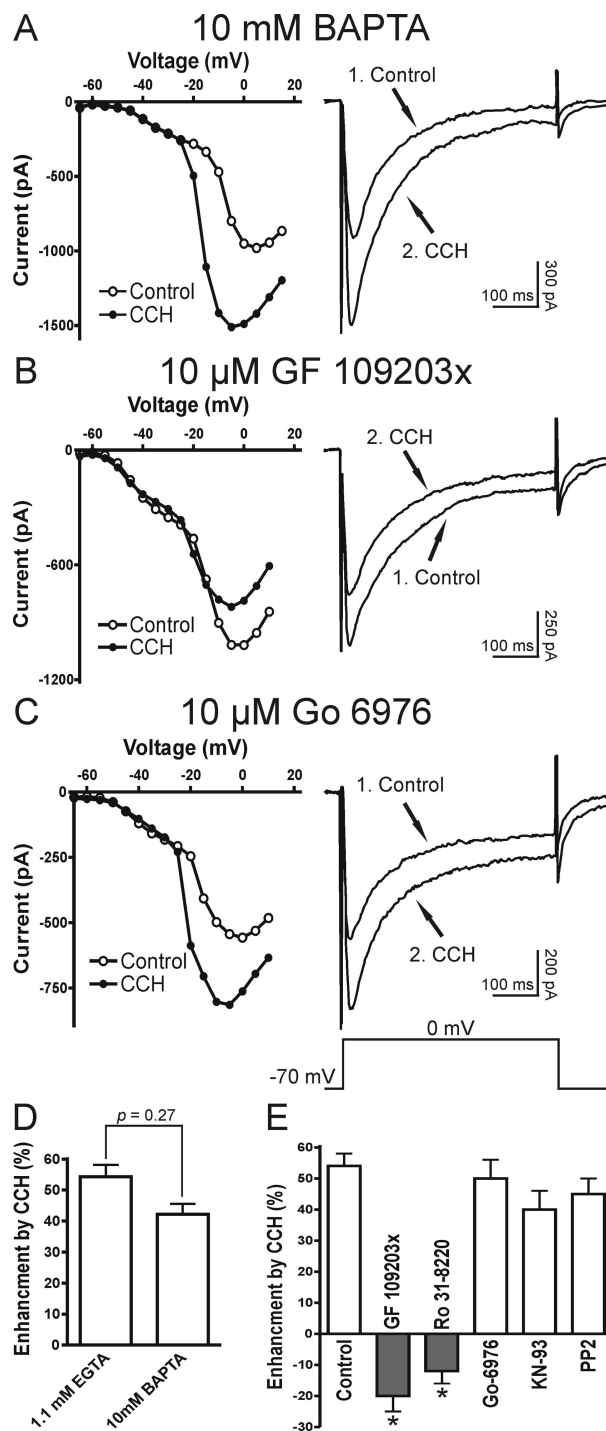 A 10 mM BAPTA
Voltage (mV)
-60 -40 -20 0 20
0
-500
-1000
-1500
Current (pA)
Control
CCH
1. Control
2. CCH
100 ms
300 pA
B 10 µM GF 109203x
Voltage (mV)
-60 -40 -20 0 20
0
-600
-1200
Current (pA)
Control
CCH
2. CCH
1. Control
100 ms
250 pA
C 10 µM Go 6976
Voltage (mV)
-60 -40 -20 0 20
0
-250
-500
-750
Current (pA)
Control
CCH
1. Control
2. CCH
100 ms
200 pA
0 mV
-70 mV
D
p = 0.27
Enhancment by CCH (%)
60
50
40
30
20
10
0
1.1 mM EGTA
10mM BAPTA
E
Enhancment by CCH (%)
60
50
40
30
20
10
0
-10
-20
-30
Control
GF 109203x
*
Ro 31-8220
*
Go-6976
KN-93
PP2